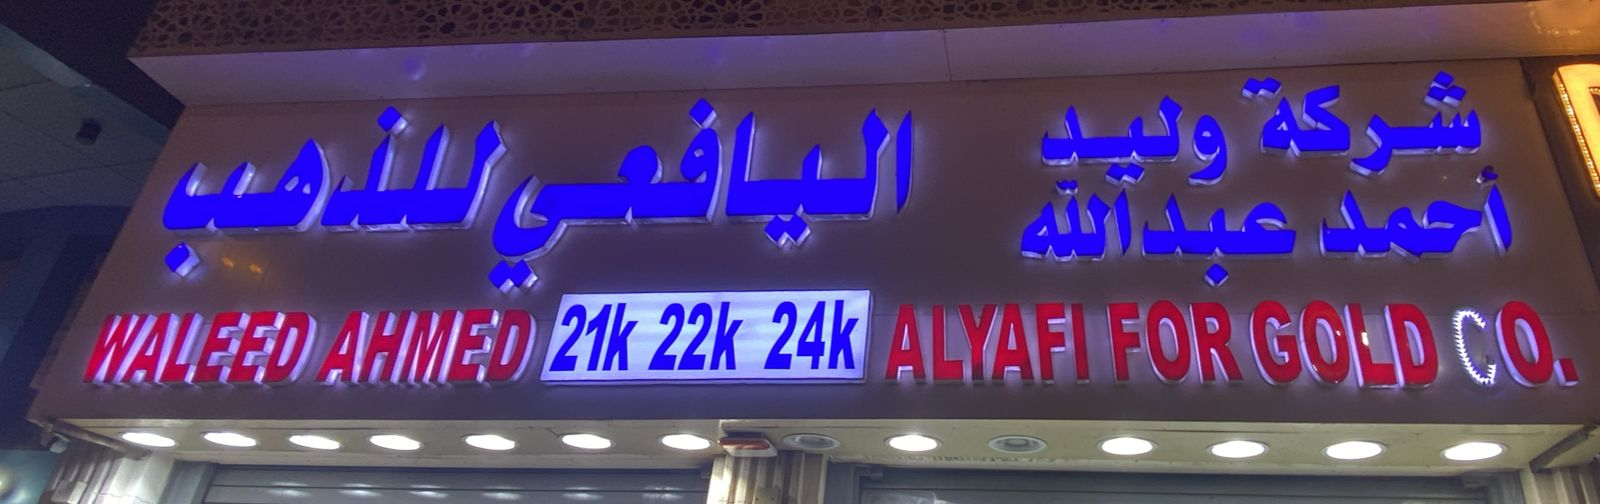 شركة وليد
أحمد عبدالله
اليافعي للذهب
WALEED AHMED 21k 22k 24k ALYAFI FOR GOLD CO.